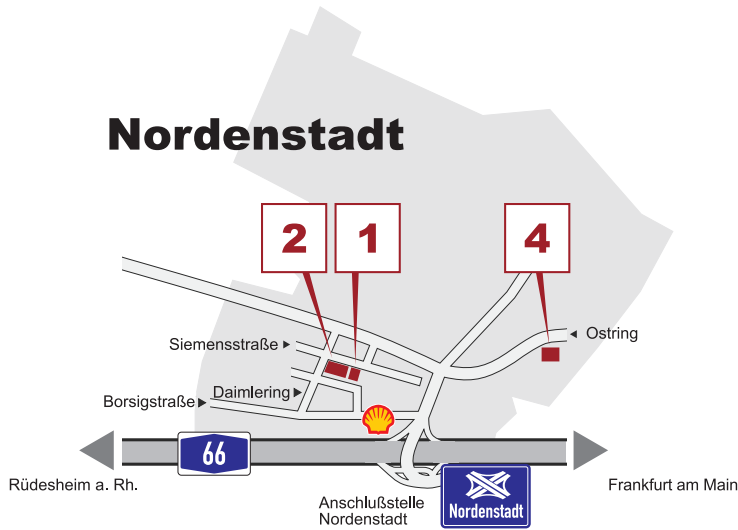 Nordenstadt
2
1
4
Ostring
Siemensstraße
Daimlering
Borsigstraße
66
Rüdesheim a. Rh.
Frankfurt am Main
Nordenstadt
Anschlußstelle
Nordenstadt